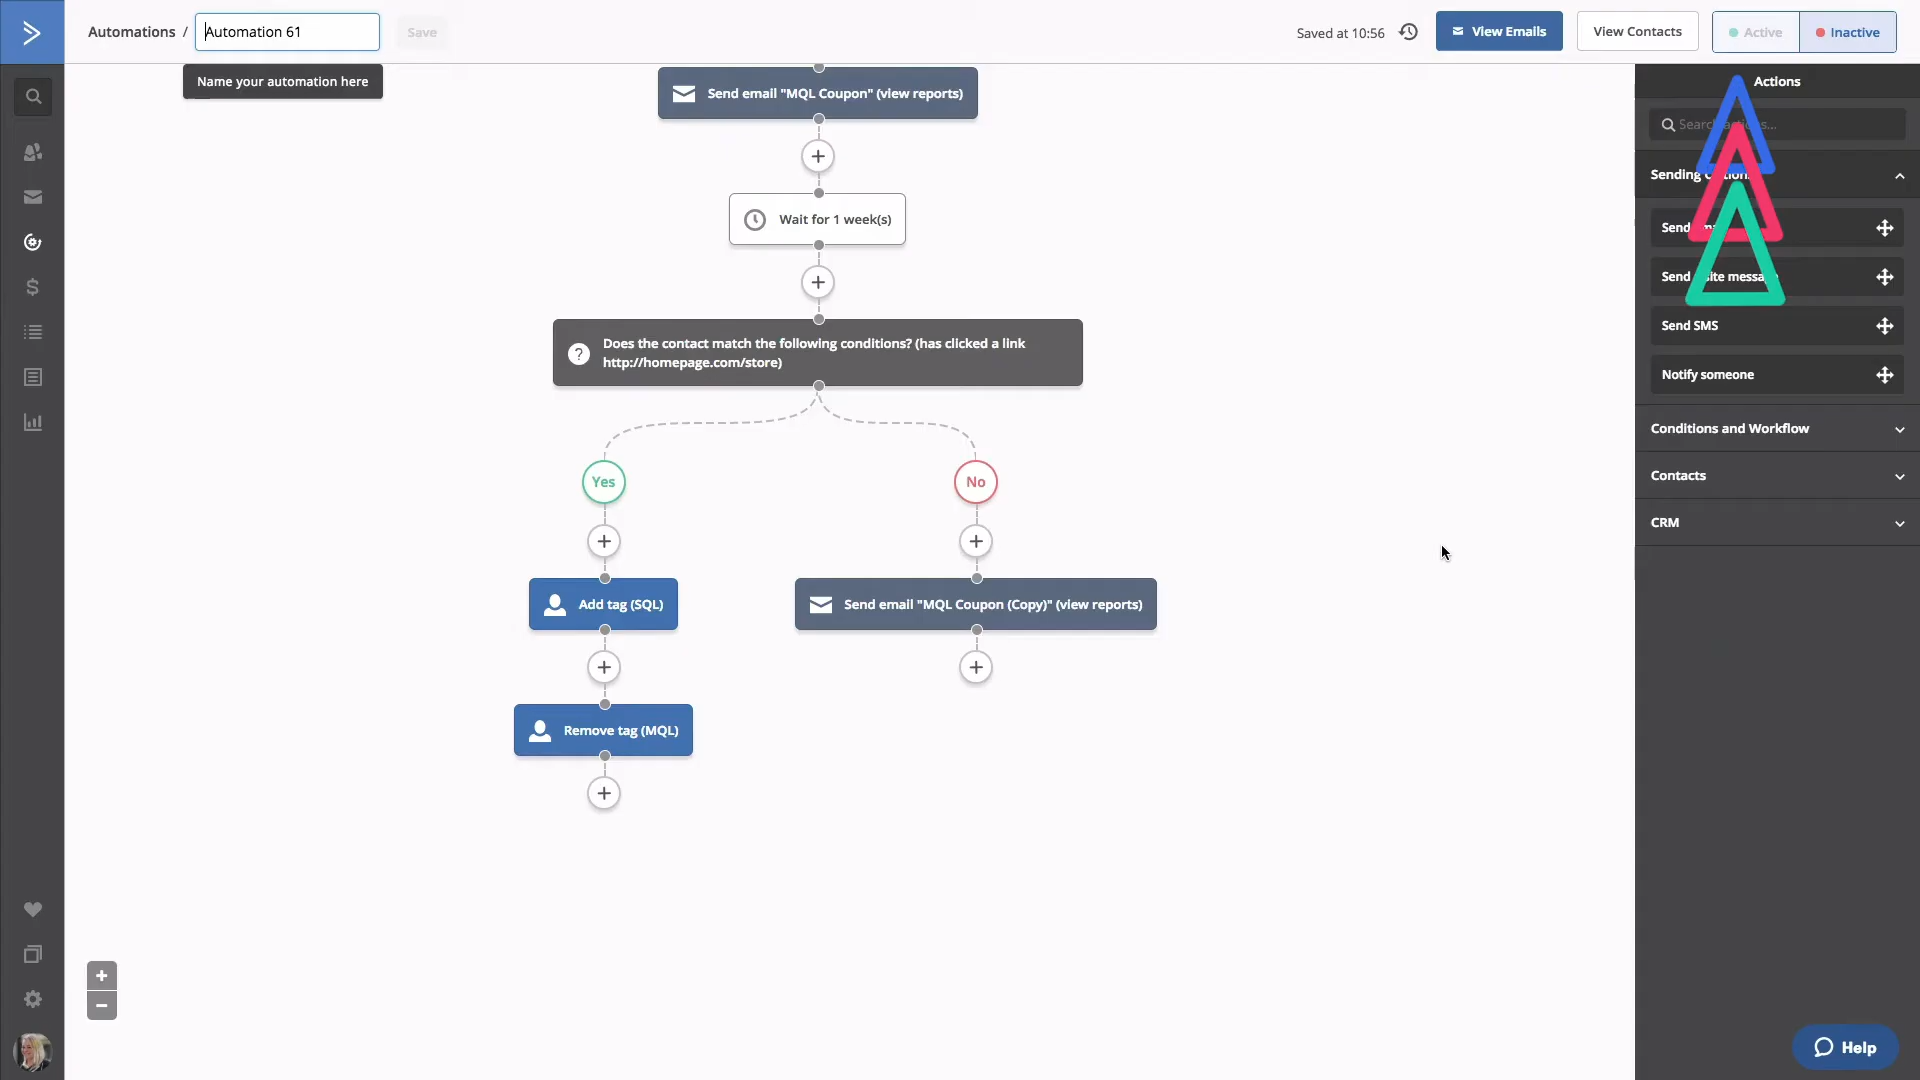 Automations / Automation 61
Save
Saved at 10:56
View Emails
View Contacts
Active
Inactive
Name your automation here
Send email "MQL Coupon" (view reports)
+
Wait for 1 week(s)
+
? Does the contact match the following conditions? (has clicked a link
http://homepage.com/store)
Yes
No
+
+
Add tag (SQL)
Send email "MQL Coupon (Copy)" (view reports)
+
+
Remove tag (MQL)
+
+
−
Actions
Search
Sending
Send
Send site message
Send SMS
Notify someone
Conditions and Workflow
Contacts
CRM
Help